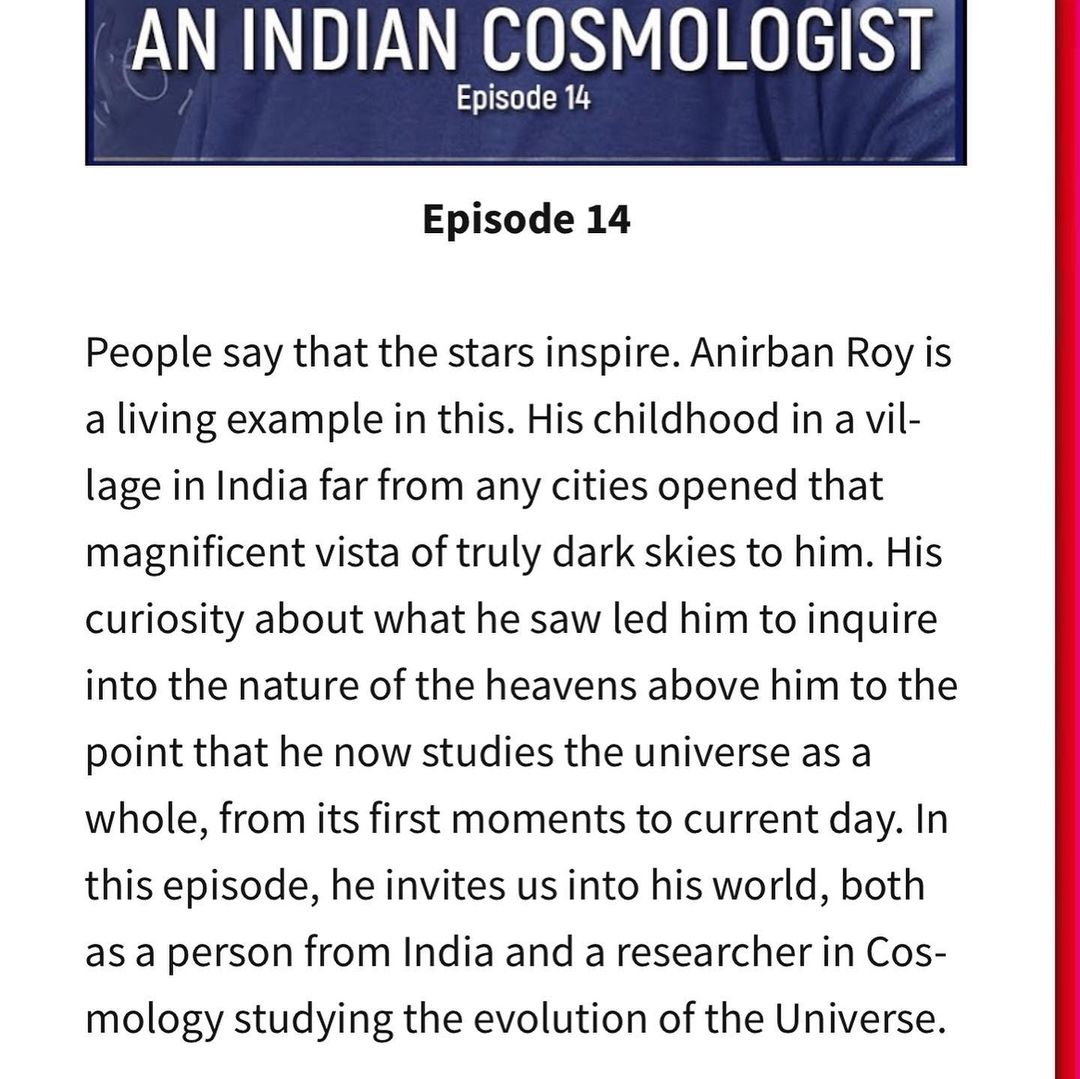 AN INDIAN COSMOLOGIST
Episode 14
Episode 14
People say that the stars inspire. Anirban Roy is
a living example in this. His childhood in a vil-
lage in India far from any cities opened that
magnificent vista of truly dark skies to him. His
curiosity about what he saw led him to inquire
into the nature of the heavens above him to the
point that he now studies the universe as a
whole, from its first moments to current day. In
this episode, he invites us into his world, both
as a person from India and a researcher in Cos-
mology studying the evolution of the Universe.